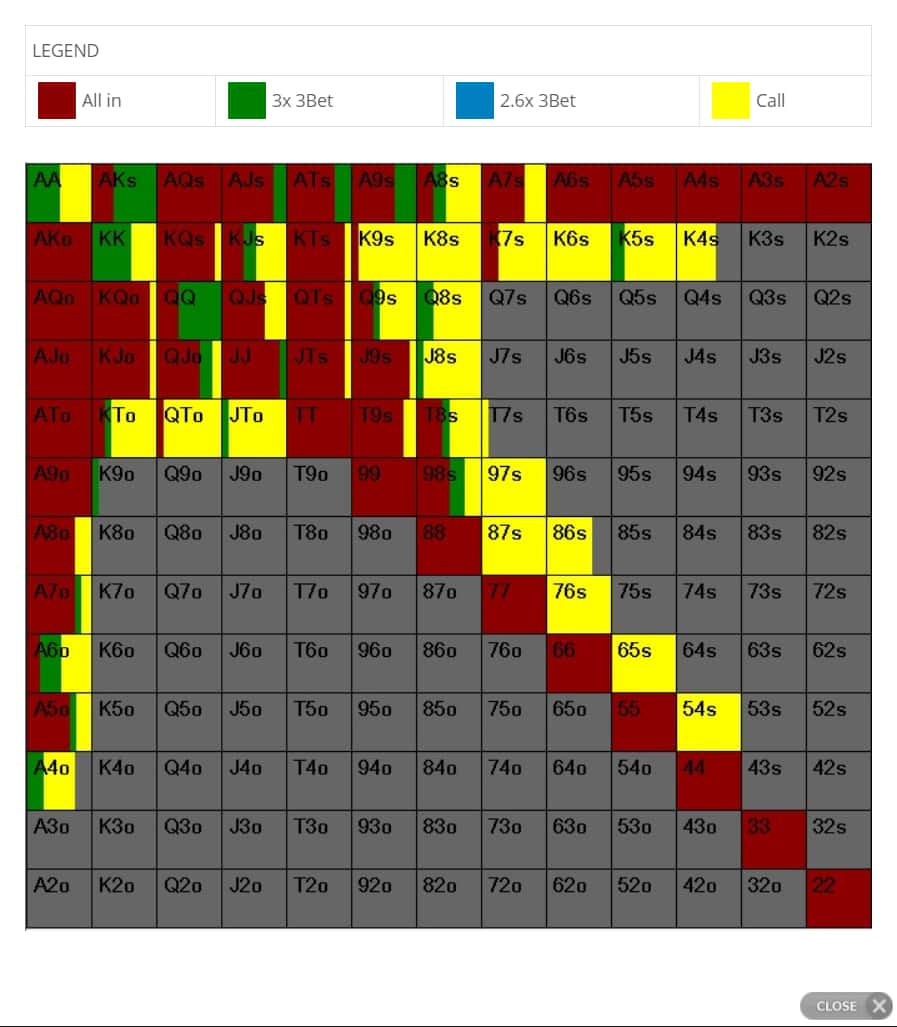 LEGEND
All in 3x 3Bet 2.6x 3Bet Call
AA AKs AQs AJs ATs A9s A8s A7s A6s A5s A4s A3s A2s
AKo KK KQs KJs KTs K9s K8s K7s K6s K5s K4s K3s K2s
AQo KQo QQ QJs QTs Q9s Q8s Q7s Q6s Q5s Q4s Q3s Q2s
AJo KJo QJo JJ JTs J9s J8s J7s J6s J5s J4s J3s J2s
ATo KTo QTo JTo TT T9s T8s T7s T6s T5s T4s T3s T2s
A9o K9o Q9o J9o T9o 99 98s 97s 96s 95s 94s 93s 92s
A8o K8o Q8o J8o T8o 98o 88 87s 86s 85s 84s 83s 82s
A7o K7o Q7o J7o T7o 97o 87o 77 76s 75s 74s 73s 72s
A6o K6o Q6o J6o T6o 96o 86o 76o 66 65s 64s 63s 62s
A5o K5o Q5o J5o T5o 95o 85o 75o 65o 55 54s 53s 52s
A4o K4o Q4o J4o T4o 94o 84o 74o 64o 54o 44 43s 42s
A3o K3o Q3o J3o T3o 93o 83o 73o 63o 53o 43o 33 32s
A2o K2o Q2o J2o T2o 92o 82o 72o 62o 52o 42o 32o 22
CLOSE